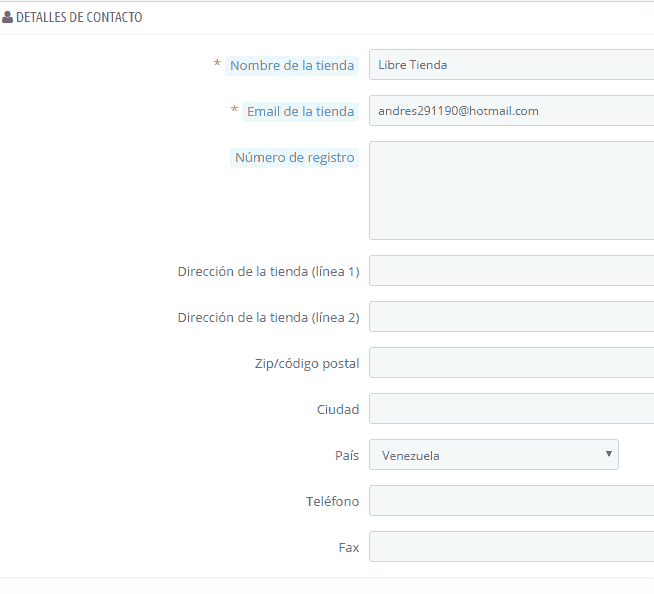 DETALLES DE CONTACTO
* Nombre de la tienda Libre Tienda
* Email de la tienda andres291190@hotmail.com
Número de registro
Dirección de la tienda (línea 1)
Dirección de la tienda (línea 2)
Zip/código postal
Ciudad
País Venezuela
Teléfono
Fax